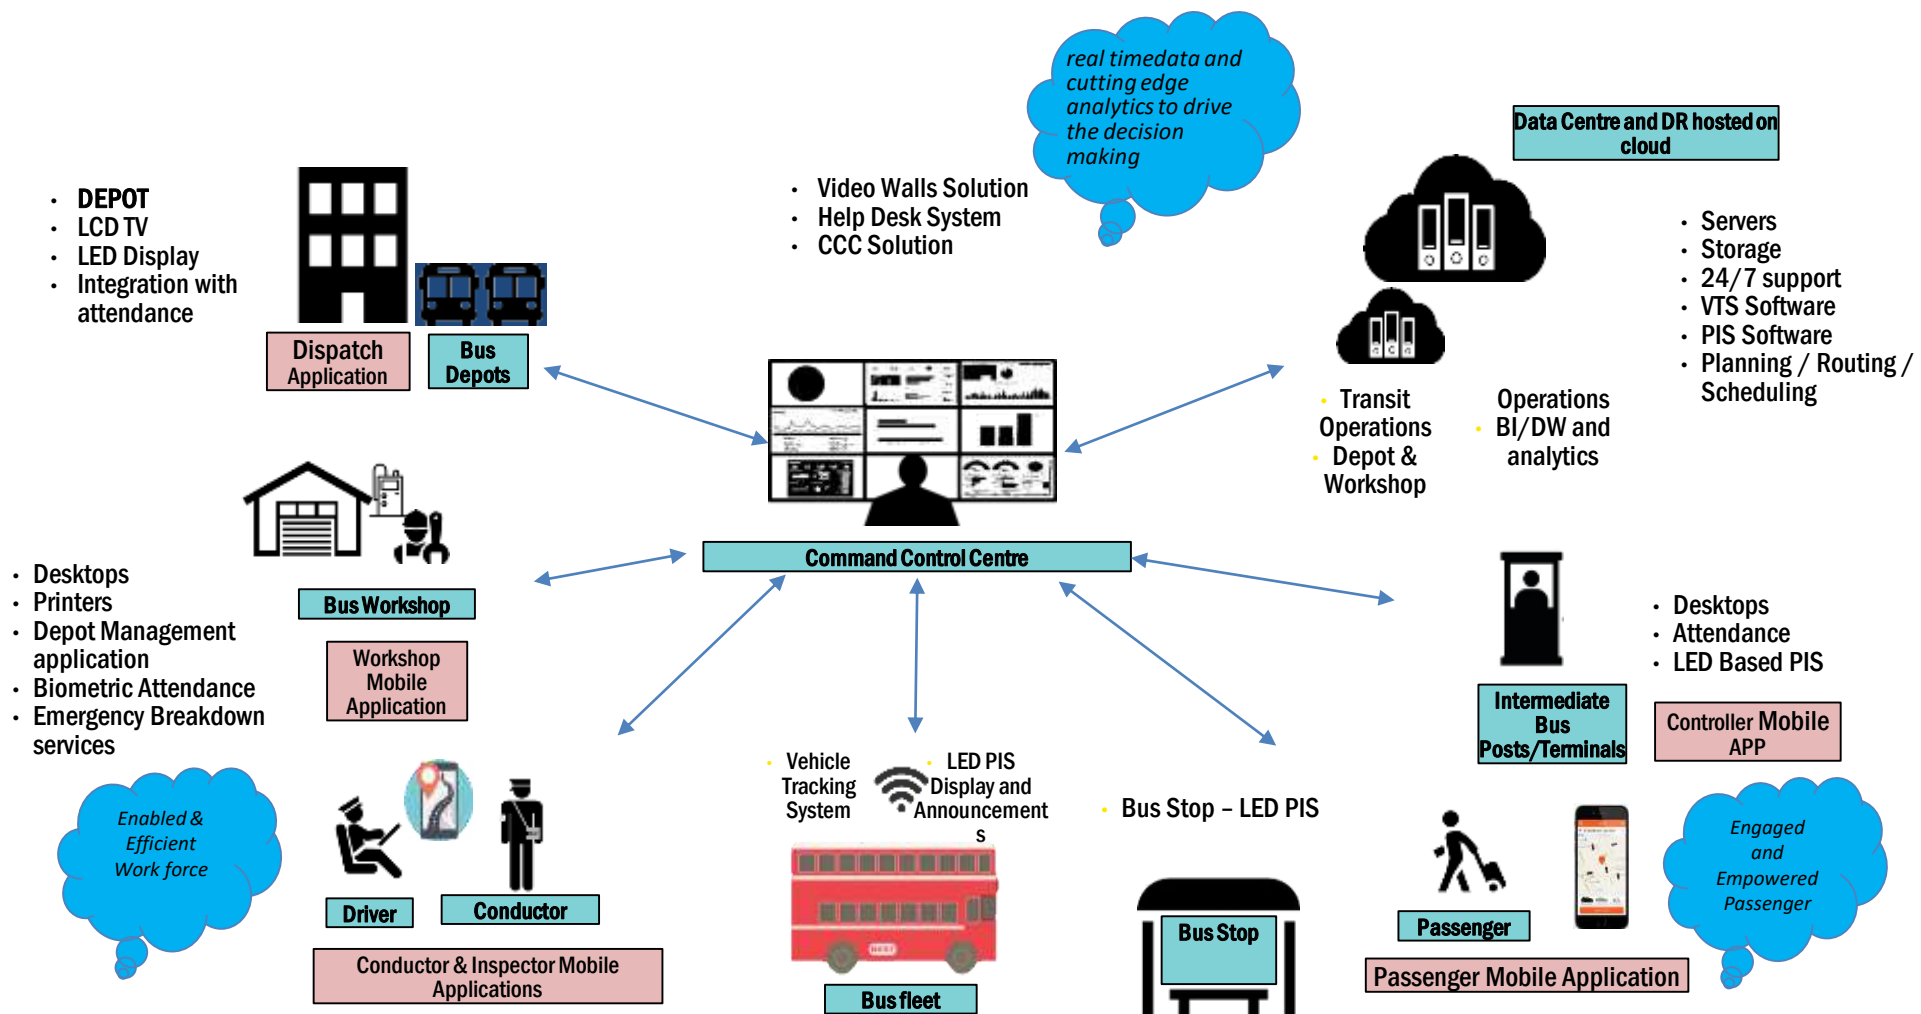 real timedata and
cutting edge
analytics to drive
the decision
making
Data Centre and DR hosted on
cloud
• DEPOT
• LCD TV
• LED Display
• Integration with
attendance
• Video Walls Solution
• Help Desk System
• CCC Solution
• Servers
• Storage
• 24/7 support
• VTS Software
• PIS Software
• Planning / Routing /
Scheduling
Dispatch
Application
Bus
Depots
• Transit
Operations
• Depot &
Workshop
Operations
• BI/DW and
analytics
Command Control Centre
• Desktops
• Printers
• Depot Management
application
• Biometric Attendance
• Emergency Breakdown
services
Bus Workshop
Workshop
Mobile
Application
• Desktops
• Attendance
• LED Based PIS
Intermediate
Bus
Posts/Terminals
Controller Mobile
APP
Enabled &
Efficient
Work force
Driver
Conductor
Conductor & Inspector Mobile
Applications
• Vehicle
Tracking
System
• LED PIS
Display and
Announcement
s
BEST
Bus fleet
• Bus Stop – LED PIS
Bus Stop
Passenger
Passenger Mobile Application
Engaged
and
Empowered
Passenger